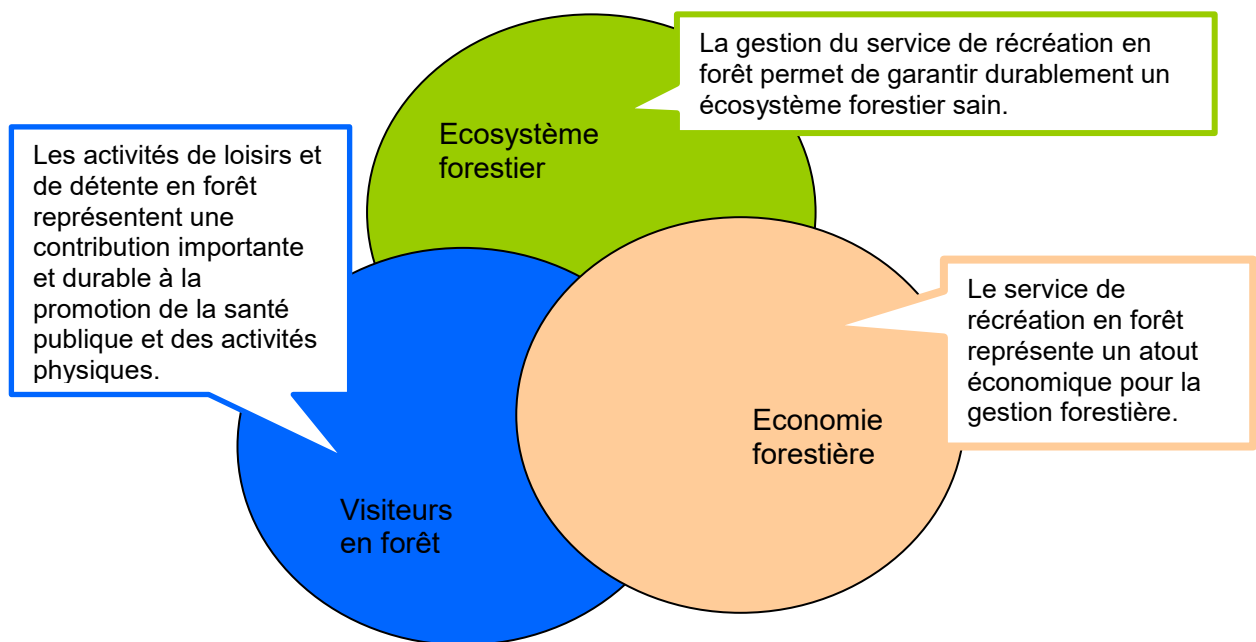 La gestion du service de récréation en
forêt permet de garantir durablement un
écosystème forestier sain.
Ecosystème
forestier
Les activités de loisirs et
de détente en forêt
représentent une
contribution importante
et durable à la
promotion de la santé
publique et des activités
physiques.
Le service de
récréation en forêt
représente un atout
économique pour la
gestion forestière.
Economie
forestière
Visiteurs
en forêt